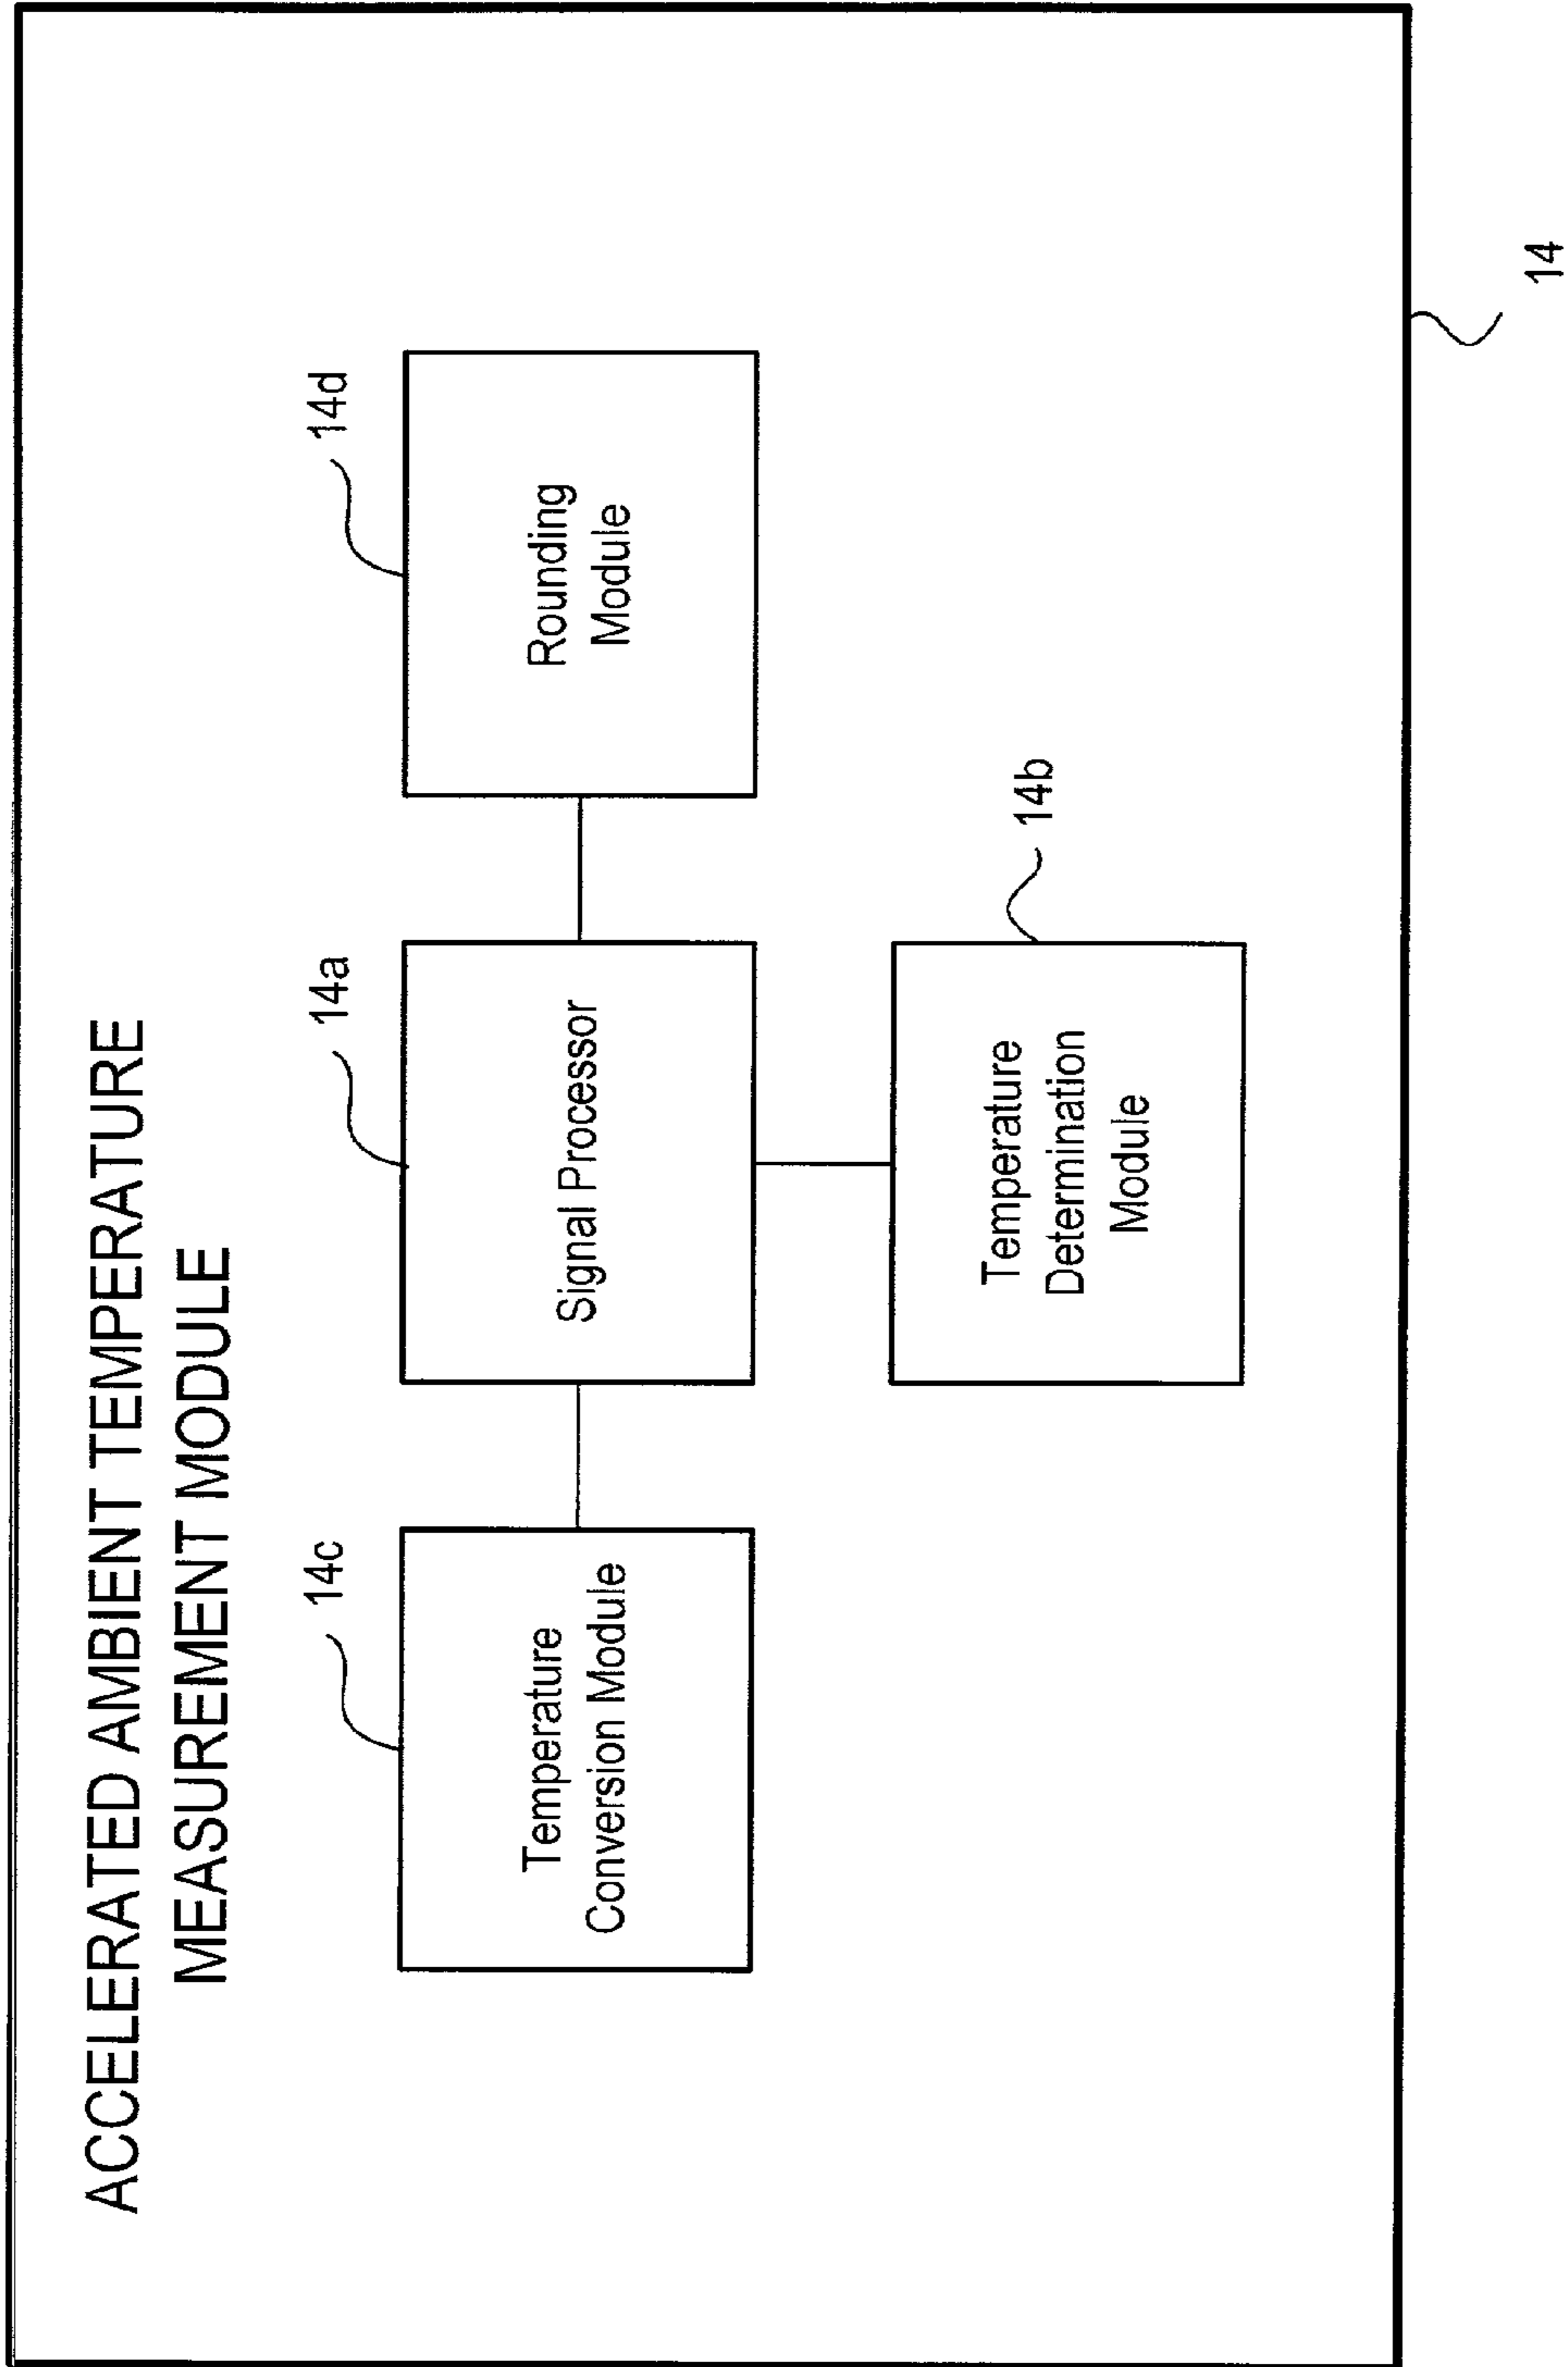 ACCELERATED AMBIENT TEMPERATURE
MEASUREMENT MODULE
14c
Temperature
Conversion Module
14a
Signal Processor
14d
Rounding
Module
14b
Temperature
Determination
Module
14